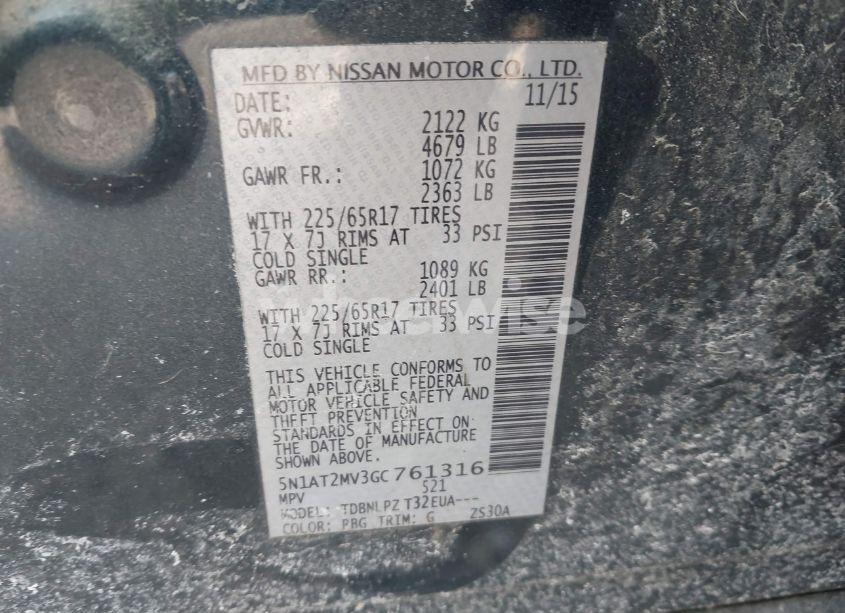 MFD BY NISSAN MOTOR CO., LTD.
DATE: 11/15
GVWR: 2122 KG
4679 LB
GAWR FR.: 1072 KG
2363 LB
WITH 225/65R17 TIRES
17 X 7J RIMS AT 33 PSI
COLD SINGLE
GAWR RR.: 1089 KG
2401 LB
WITH 225/65R17 TIRES
17 X 7J RIMS AT 33 PSI
COLD SINGLE
THIS VEHICLE CONFORMS TO
ALL APPLICABLE FEDERAL
MOTOR VEHICLE SAFETY AND
THEFT PREVENTION
STANDARDS IN EFFECT ON
THE DATE OF MANUFACTURE
SHOWN ABOVE.
5N1AT2MV3GC761316
MPV 521
MODEL: TDBNLPZ T32EUA---
COLOR: PBG TRIM: G ZS30A